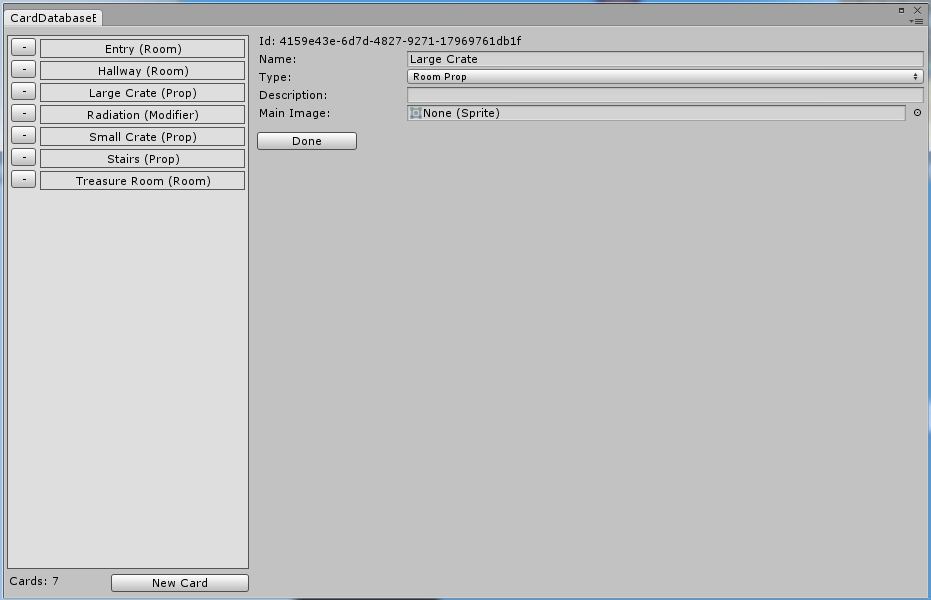 CardDatabaseE
- Entry (Room)
- Hallway (Room)
- Large Crate (Prop)
- Radiation (Modifier)
- Small Crate (Prop)
- Stairs (Prop)
- Treasure Room (Room)
Cards: 7
New Card
Id: 4159e43e-6d7d-4827-9271-17969761db1f
Name: Large Crate
Type: Room Prop
Description:
Main Image: None (Sprite)
Done